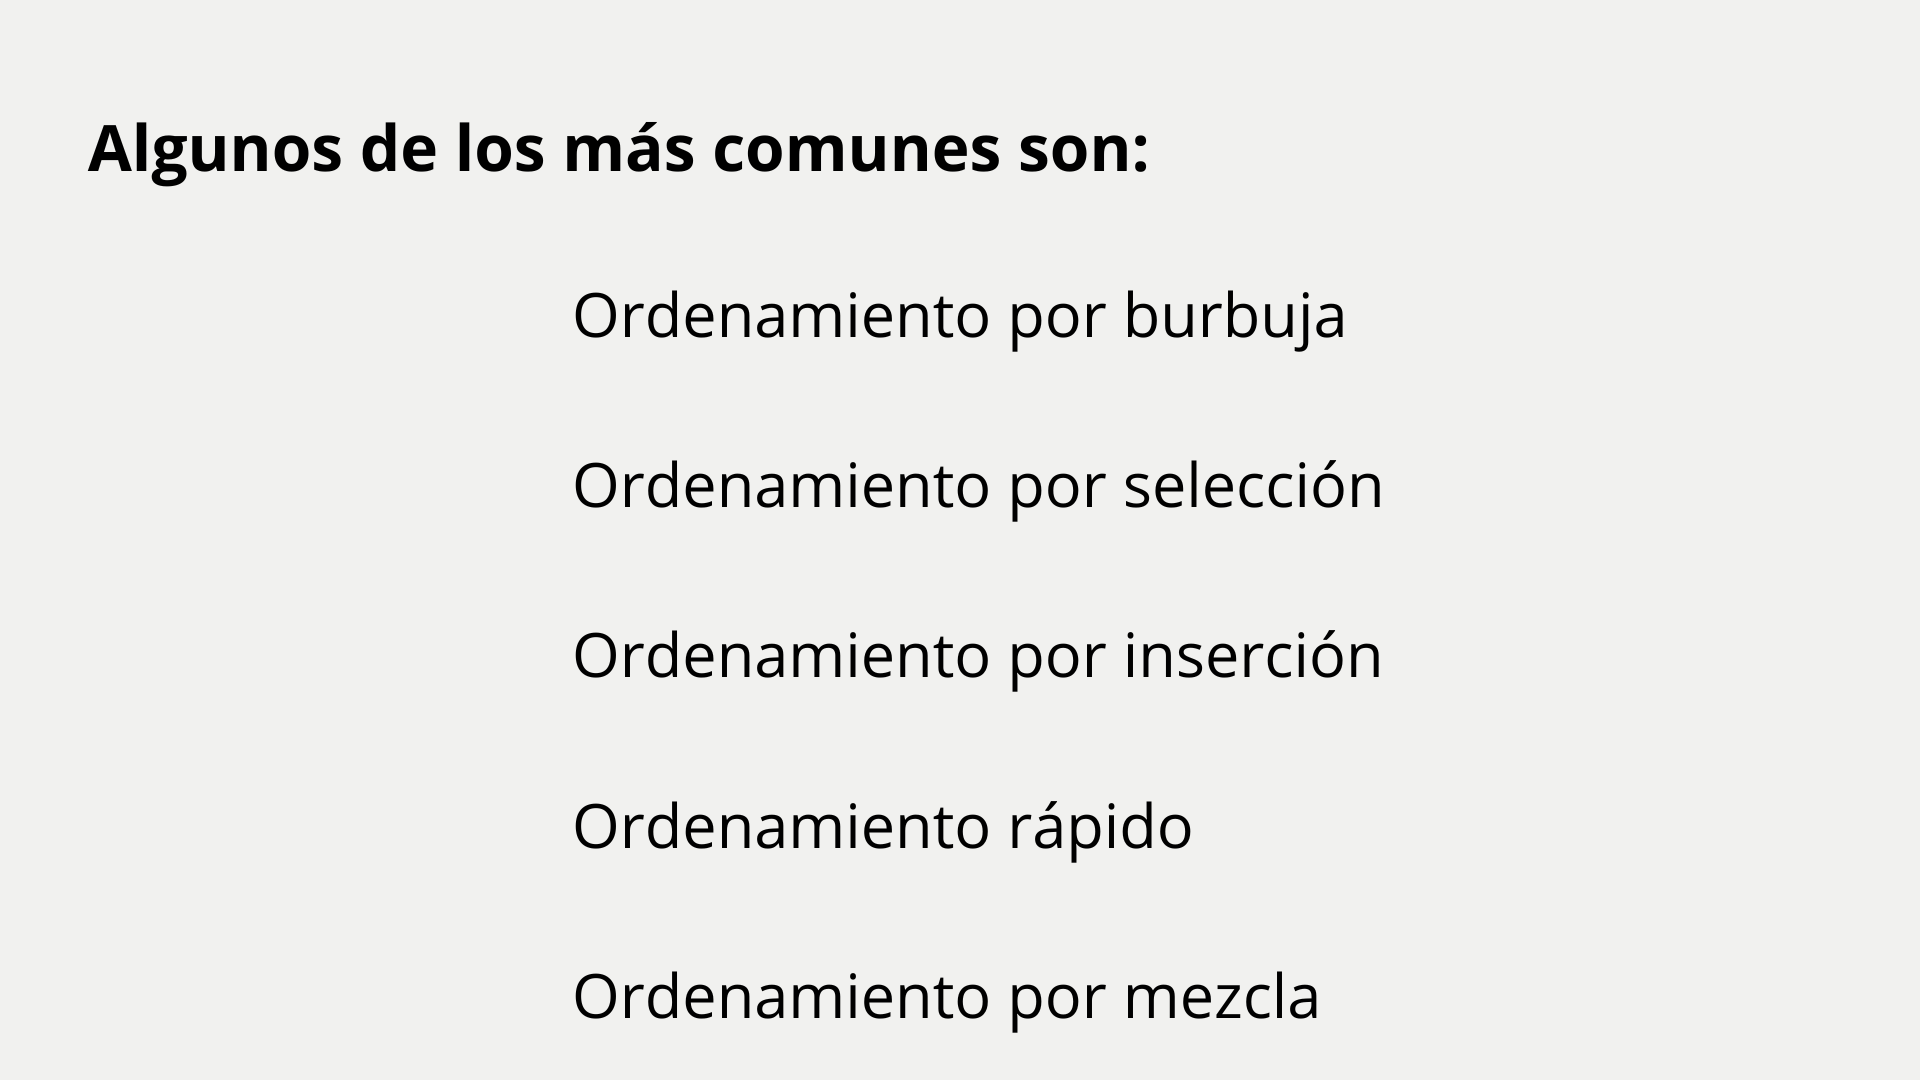 Algunos de los más comunes son:
Ordenamiento por burbuja
Ordenamiento por selección
Ordenamiento por inserción
Ordenamiento rápido
Ordenamiento por mezcla